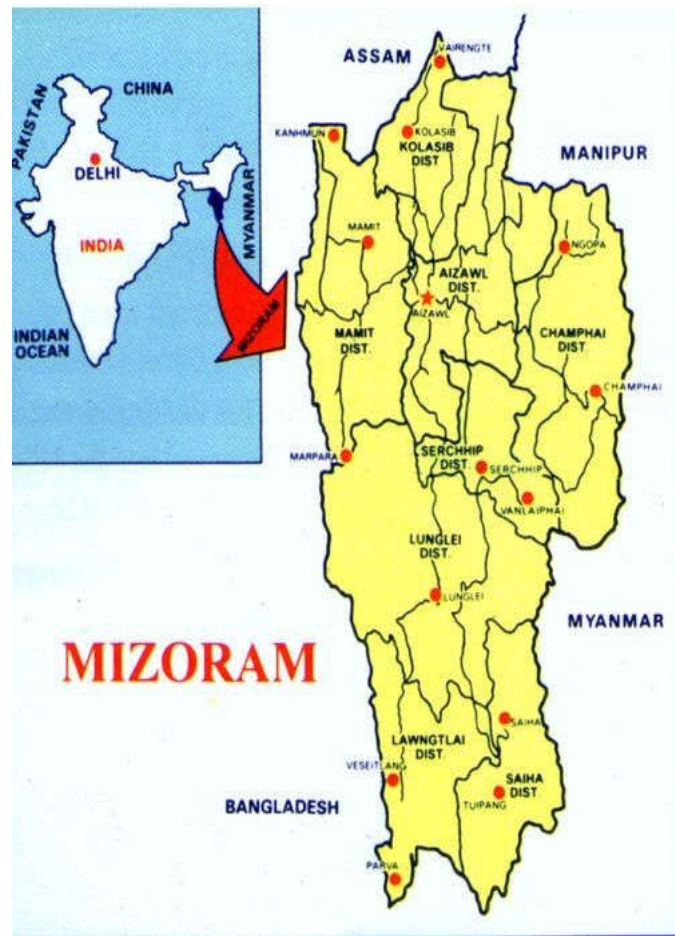 PAKISTAN
CHINA
DELHI
INDIA
MYANMAR
MIZORAM
INDIAN
OCEAN
ASSAM
VAIRENGTE
KANHMUN
KOLASIB
KOLASIB
DIST
MANIPUR
MAMIT
NGOPA
AIZAWL
DIST.
AIZAWL
MAMIT
DIST.
CHAMPHAI
DIST.
CHAMPHAI
MARPARA
SERCHHIP
DIST.
SERCHHIP
VANLAIPHAI
LUNGLEI
DIST.
LUNGLEI
MYANMAR
MIZORAM
SAIHA
LAWNGTLAI
DIST.
VESEITLANG
SAIHA
DIST.
TUIPANG
BANGLADESH
PARVA